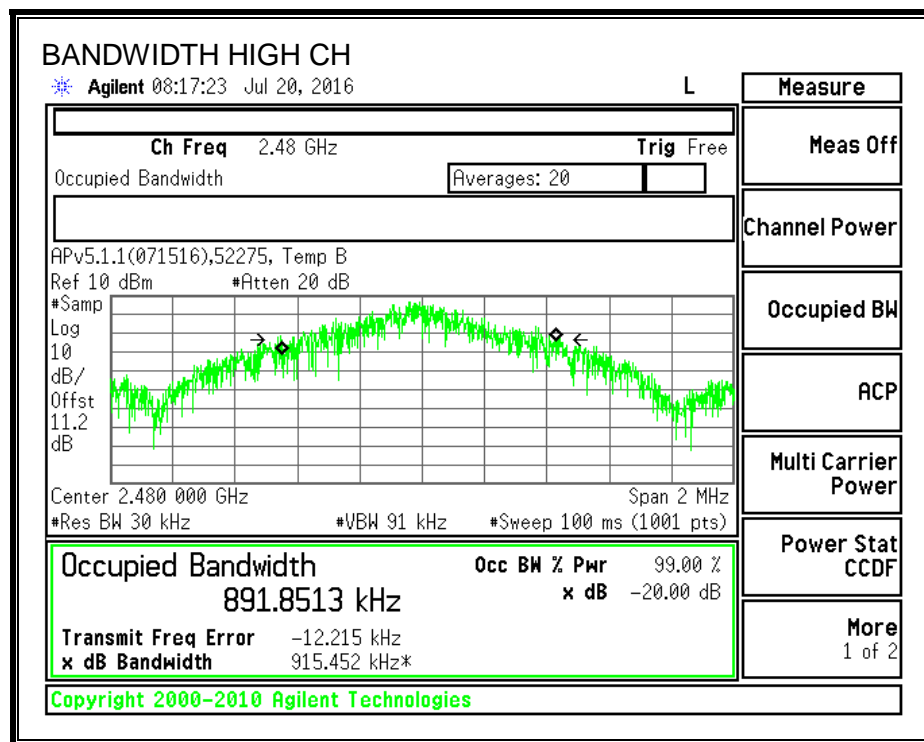 BANDWIDTH HIGH CH
Agilent 08:17:23 Jul 20, 2016 L
Measure
Ch Freq 2.48 GHz Trig Free
Meas Off
Occupied Bandwidth Averages: 20
Channel Power
APv5.1.1(071516),52275, Temp B
Ref 10 dBm #Atten 20 dB
#Samp
Log
10
dB/
Offst
11.2
dB
Occupied BW
ACP
Multi Carrier
Power
Center 2.480 000 GHz Span 2 MHz
#Res BW 30 kHz #VBW 91 kHz #Sweep 100 ms (1001 pts)
Power Stat
CCDF
Occupied Bandwidth Occ BW % Pwr 99.00 %
891.8513 kHz x dB -20.00 dB
Transmit Freq Error -12.215 kHz
x dB Bandwidth 915.452 kHz*
More
1 of 2
Copyright 2000-2010 Agilent Technologies